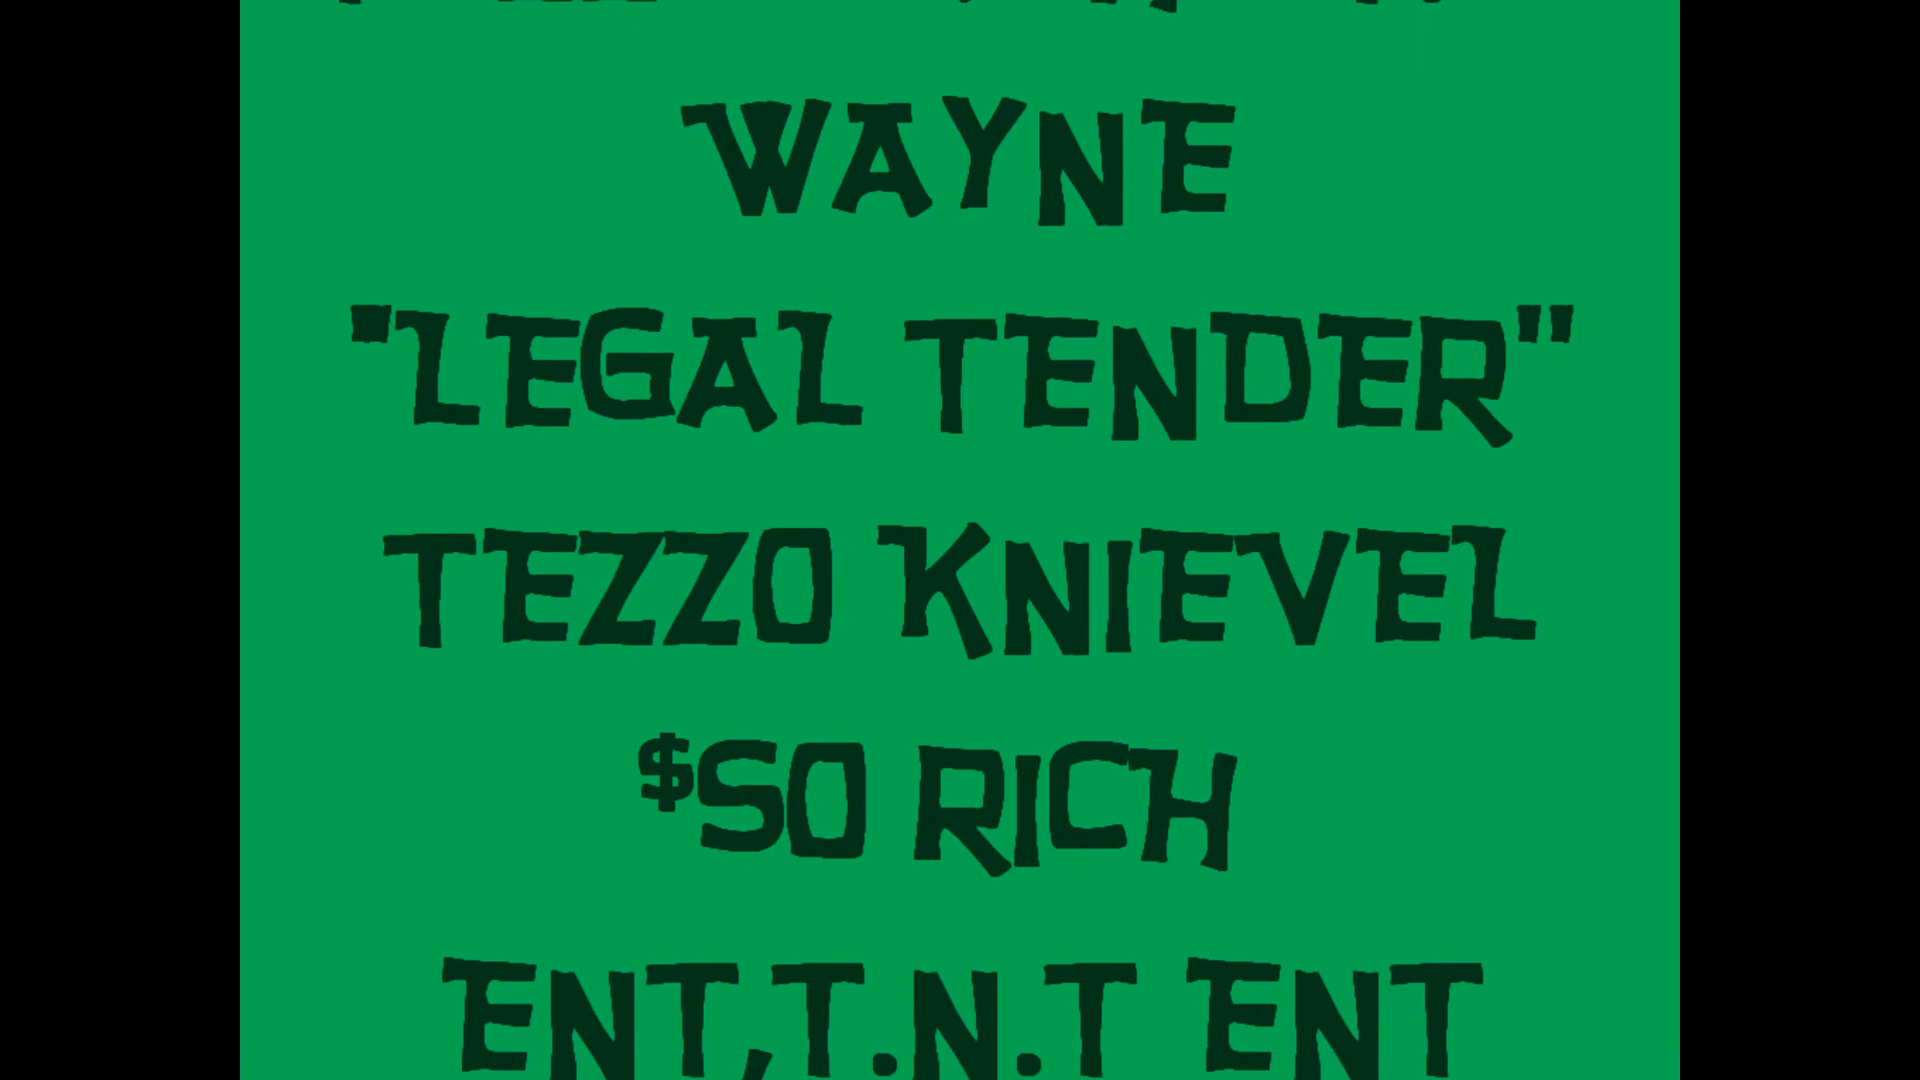 WAYNE
"LEGAL TENDER"
TEZZO KNIEVEL
$SO RICH
ENT,T.N.T ENT